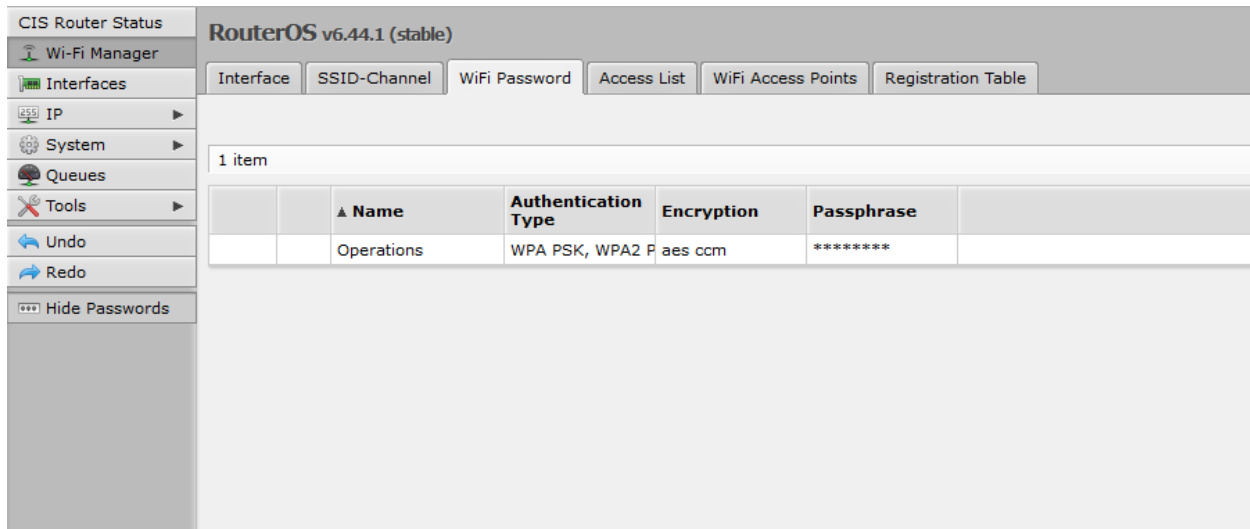 CIS Router Status
Wi-Fi Manager
Interfaces
255 IP
System
Queues
Tools
Undo
Redo
Hide Passwords
RouterOS v6.44.1 (stable)
Interface SSID-Channel WiFi Password Access List WiFi Access Points Registration Table
1 item
▲ Name Authentication Type Encryption Passphrase
Operations WPA PSK, WPA2 P aes ccm ********